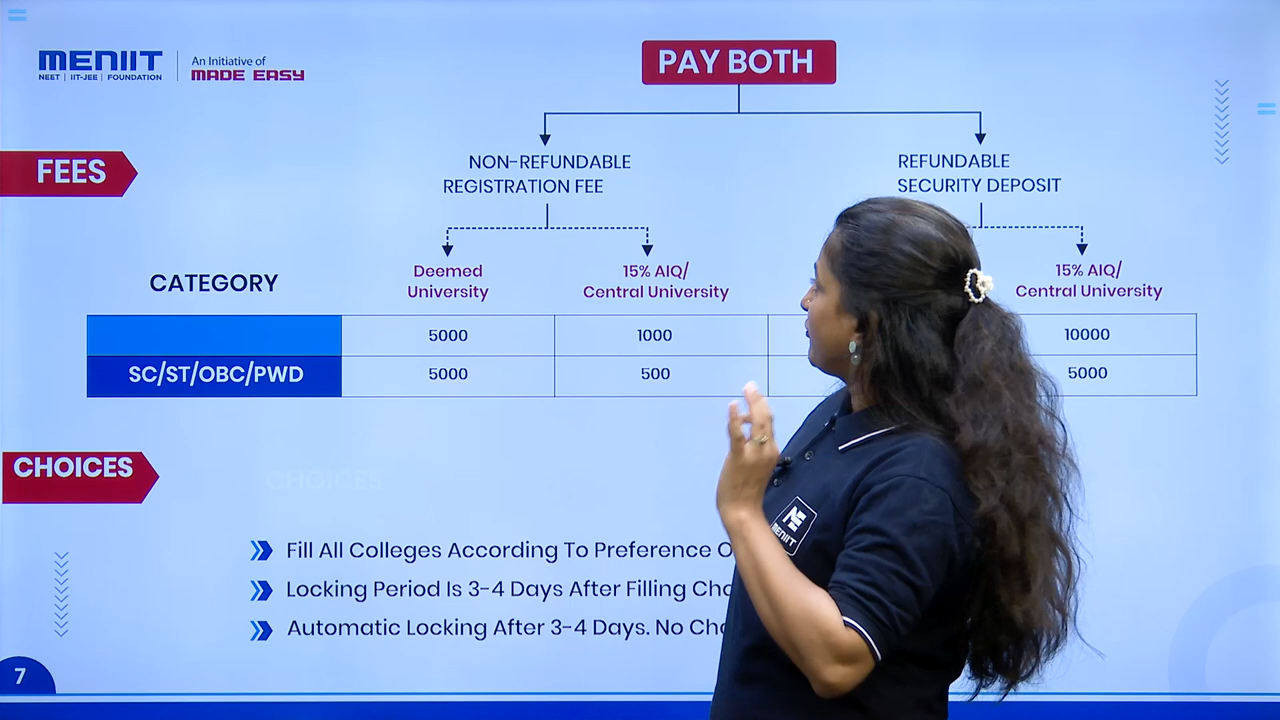 MENIIT
NEET | IIT-JEE | FOUNDATION
An Initiative of
MADE EASY
PAY BOTH
FEES
NON-REFUNDABLE
REGISTRATION FEE
REFUNDABLE
SECURITY DEPOSIT
CATEGORY
Deemed
University
15% AIQ/
Central University
15% AIQ/
Central University
5000 1000 10000
SC/ST/OBC/PWD 5000 500 5000
CHOICES
CHOICES
Fill All Colleges According To Preference
Locking Period Is 3-4 Days After Filling
Automatic Locking After 3-4 Days. No
MENIIT
7